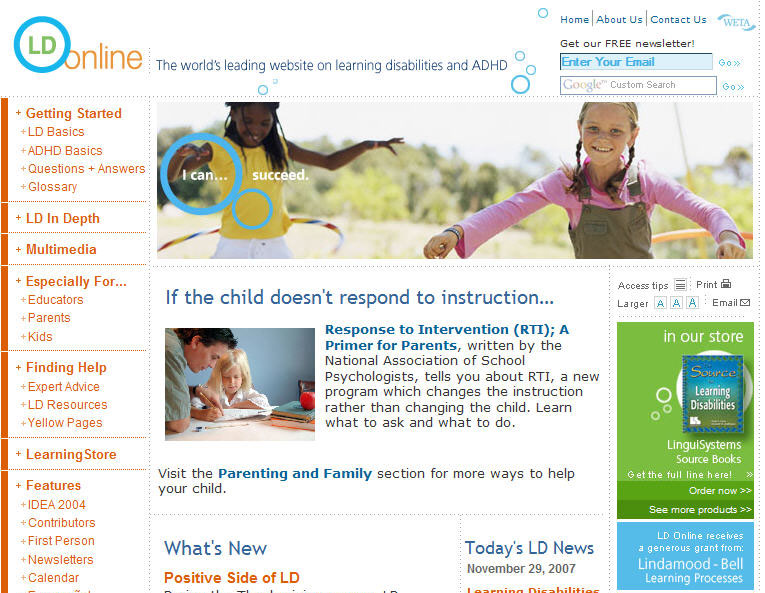 LD
online
The world's leading website on learning disabilities and ADHD
Home
About Us
Contact Us
WETA
Get our FREE newsletter!
Enter Your Email
Go »
Google™ Custom Search
Go »
+ Getting Started
+LD Basics
+ADHD Basics
+Questions + Answers
+Glossary
+ LD In Depth
+ Multimedia
+ Especially For...
+Educators
+Parents
+Kids
+ Finding Help
+Expert Advice
+LD Resources
+Yellow Pages
+ LearningStore
+ Features
+IDEA 2004
+Contributors
+First Person
+Newsletters
+Calendar
I can... succeed.
If the child doesn't respond to instruction...
Response to Intervention (RTI); A
Primer for Parents, written by the
National Association of School
Psychologists, tells you about RTI, a new
program which changes the instruction
rather than changing the child. Learn
what to ask and what to do.
Visit the Parenting and Family section for more ways to help
your child.
What's New
Positive Side of LD
Today's LD News
November 29, 2007
Learning Disabilities
Access tips
Print
Larger A A A
Email
in our store
The
Source
for
Learning
Disabilities
LinguiSystems
Source Books
Get the full line here! »
Order now >>
See more products >>
LD Online receives
a generous grant from:
Lindamood - Bell
Learning Processes